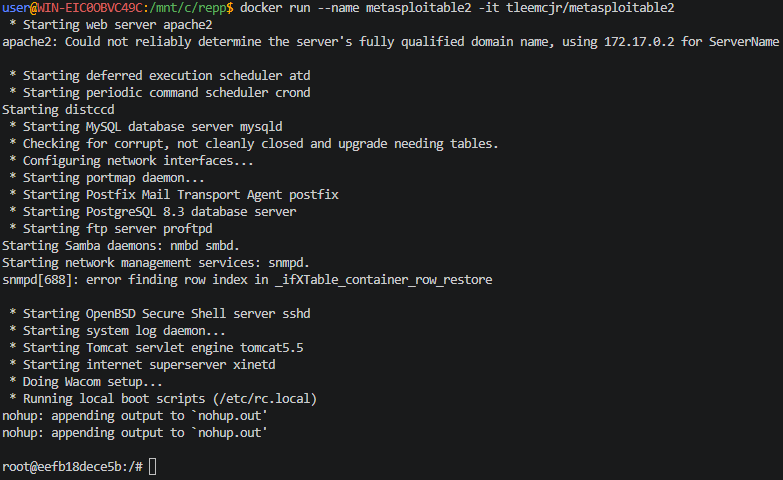 user@WIN-EIC0OBVC49C:/mnt/c/repp$ docker run --name metasploitable2 -it tleemcjr/metasploitable2
 * Starting web server apache2
apache2: Could not reliably determine the server's fully qualified domain name, using 172.17.0.2 for ServerName
 * Starting deferred execution scheduler atd
 * Starting periodic command scheduler crond
Starting distccd
 * Starting MySQL database server mysqld
 * Checking for corrupt, not cleanly closed and upgrade needing tables.
 * Configuring network interfaces...
 * Starting portmap daemon...
 * Starting Postfix Mail Transport Agent postfix
 * Starting PostgreSQL 8.3 database server
 * Starting ftp server proftpd
Starting Samba daemons: nmbd smbd.
Starting network management services: snmpd.
snmpd[688]: error finding row index in _ifXTable_container_row_restore
 * Starting OpenBSD Secure Shell server sshd
 * Starting system log daemon...
 * Starting Tomcat servlet engine tomcat5.5
 * Starting internet superserver xinetd
 * Doing Wacom setup...
 * Running local boot scripts (/etc/rc.local)
nohup: appending output to `nohup.out'
nohup: appending output to `nohup.out'
root@eefb18dece5b:/#